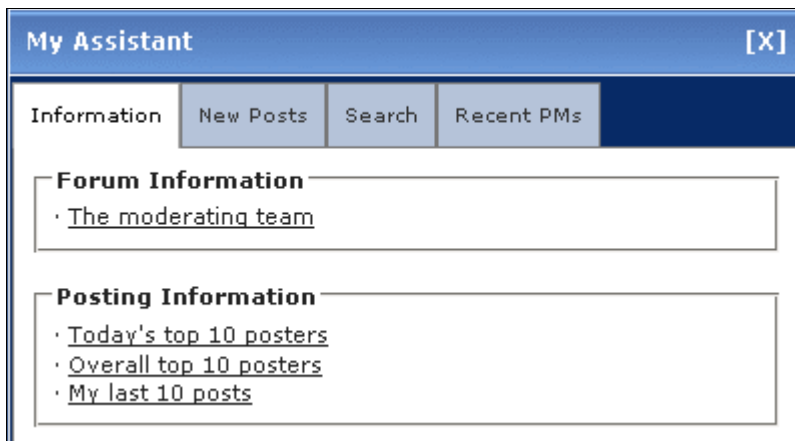 My Assistant [X]
Information New Posts Search Recent PMs
Forum Information
· The moderating team
Posting Information
· Today's top 10 posters
· Overall top 10 posters
· My last 10 posts